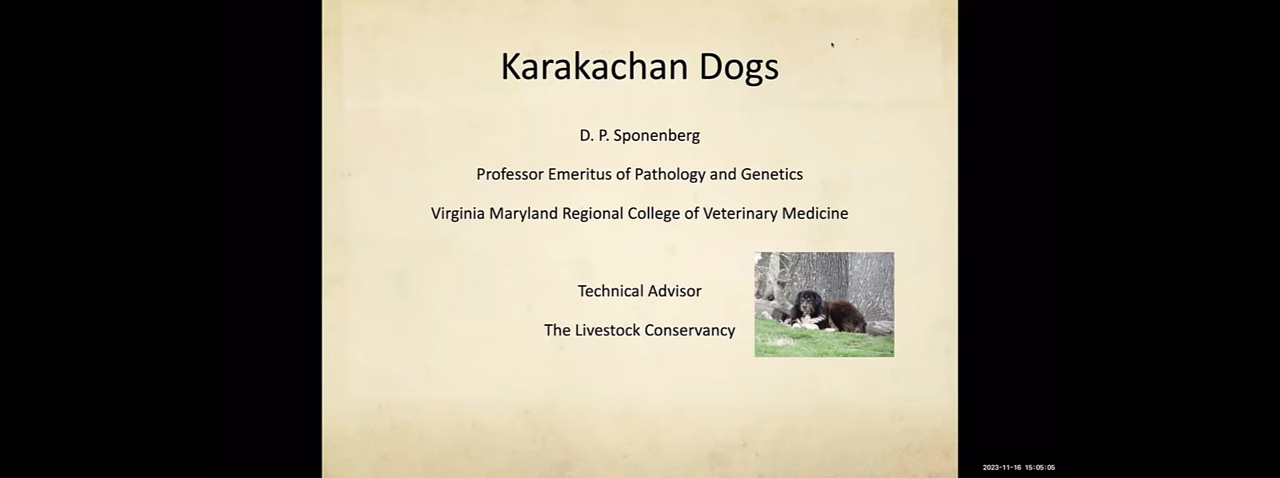 Karakachan Dogs
D. P. Sponenberg
Professor Emeritus of Pathology and Genetics
Virginia Maryland Regional College of Veterinary Medicine
Technical Advisor
The Livestock Conservancy
2023-11-16 15:05:05